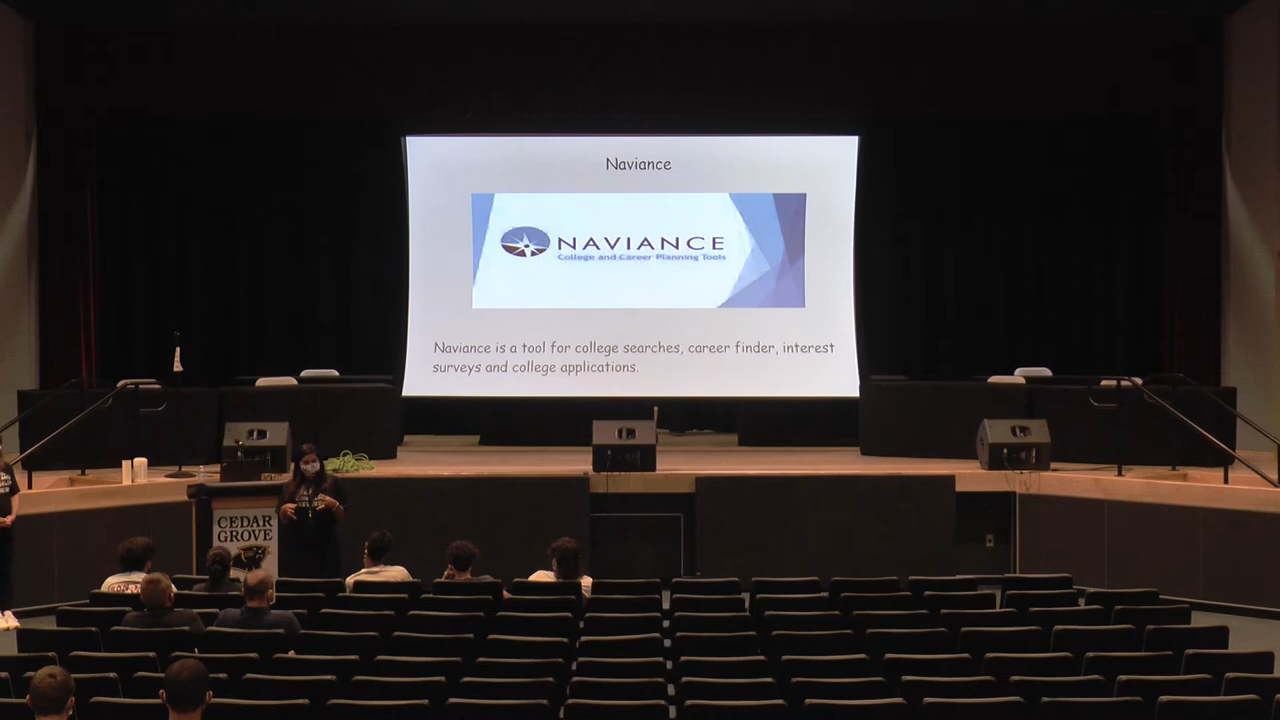 Naviance
NAVIANCE
College and Career Planning Tools
Naviance is a tool for college searches, career finder, interest
surveys and college applications.
CEDAR
GROVE